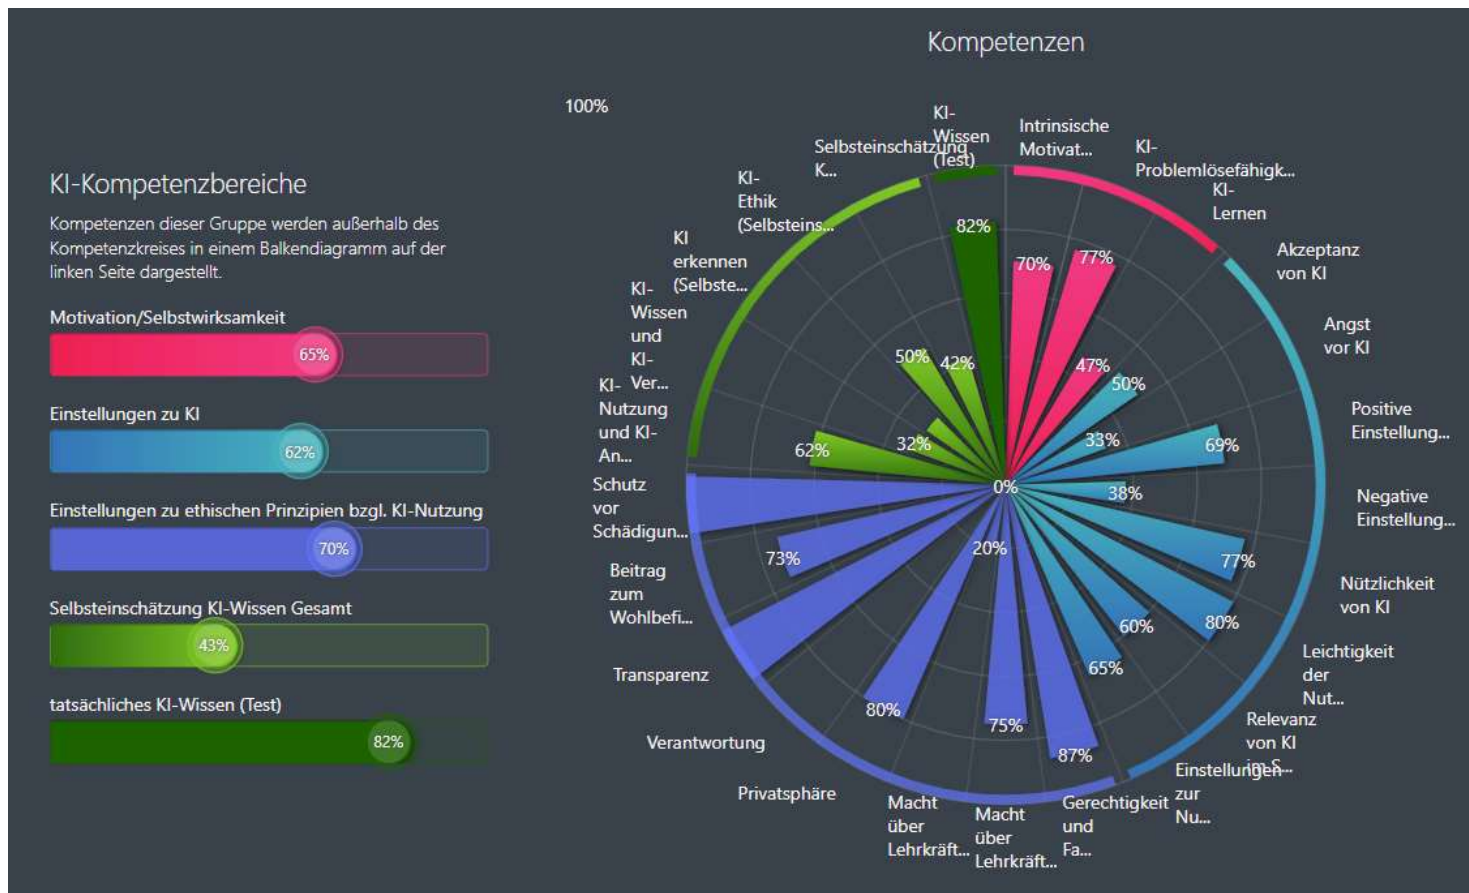 Kompetenzen
100%
KI-Kompetenzbereiche
Kompetenzen dieser Gruppe werden außerhalb des
Kompetenzkreises in einem Balkendiagramm auf der
linken Seite dargestellt.
Motivation/Selbstwirksamkeit
65%
Einstellungen zu KI
62%
Einstellungen zu ethischen Prinzipien bzgl. KI-Nutzung
70%
Selbsteinschätzung KI-Wissen Gesamt
43%
tatsächliches KI-Wissen (Test)
82%
KI-
Wissen
(Test)
Intrinsische
Motivat...
KI-
Problemlösefähigk...
KI-
Lernen
Akzeptanz
von KI
Angst
vor KI
Positive
Einstellung...
Negative
Einstellung...
Nützlichkeit
von KI
Leichtigkeit
der
Nut...
Relevanz
von KI
im S...
Einstellungen
zur
Nu...
Gerechtigkeit
und
Fa...
Macht
über
Lehrkräft...
Macht
über
Lehrkräft...
Privatsphäre
Verantwortung
Transparenz
Beitrag
zum
Wohlbefi...
Schutz
vor
Schädigun...
KI-
Nutzung
und KI-
An...
KI-
Wissen
und
KI-
Ver...
KI
erkennen
(Selbste...
KI-
Ethik
(Selbsteins...
Selbsteinschätzung
K...
82%
70%
77%
47%
50%
33%
69%
38%
77%
80%
60%
65%
87%
75%
20%
80%
73%
62%
32%
50%
42%
0%